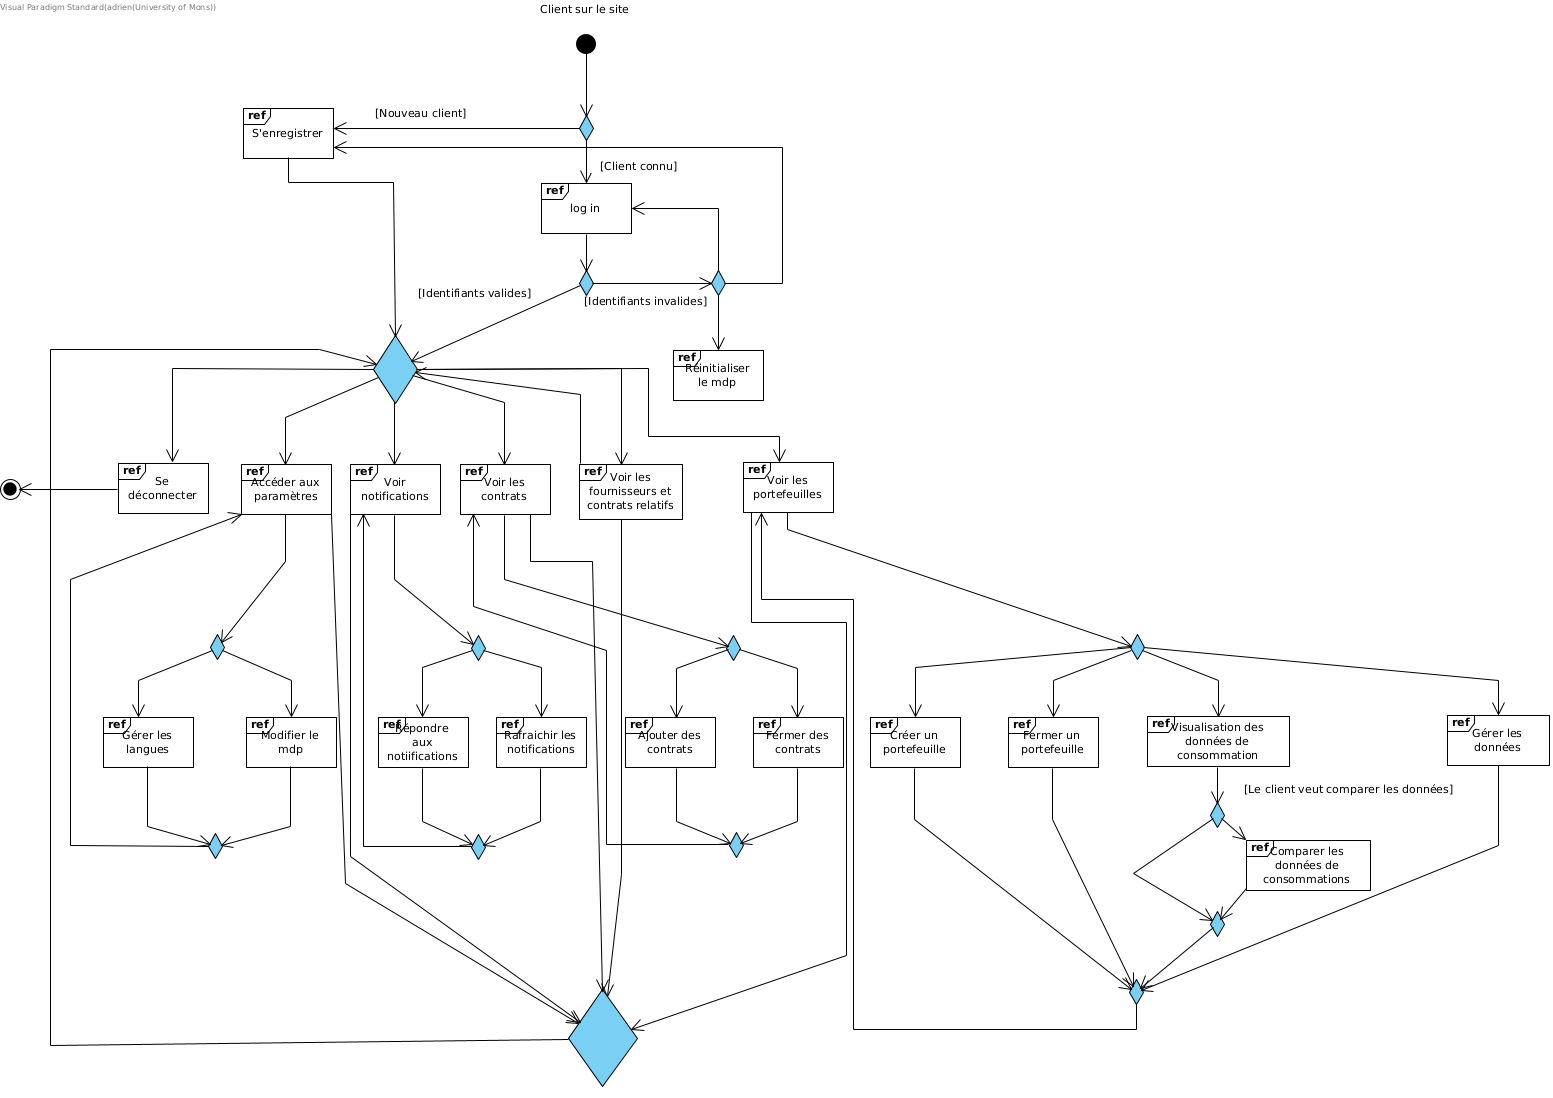 Visual Paradigm Standard(adrien(University of Mons))
Client sur le site
ref
S'enregistrer
[Nouveau client]
[Client connu]
ref
log in
[Identifiants valides]
[Identifiants invalides]
ref
Réinitialiser
le mdp
ref
Se
déconnecter
ref
Accéder aux
paramètres
ref
Voir
notifications
ref
Voir les
contrats
ref
Voir les
fournisseurs et
contrats relatifs
ref
Voir les
portefeuilles
ref
Gérer les
langues
ref
Modifier le
mdp
ref
Répondre
aux
notiifications
ref
Rafraichir les
notifications
ref
Ajouter des
contrats
ref
Fermer des
contrats
ref
Créer un
portefeuille
ref
Fermer un
portefeuille
ref
Visualisation des
données de
consommation
ref
Gérer les
données
[Le client veut comparer les données]
ref
Comparer les
données de
consommations